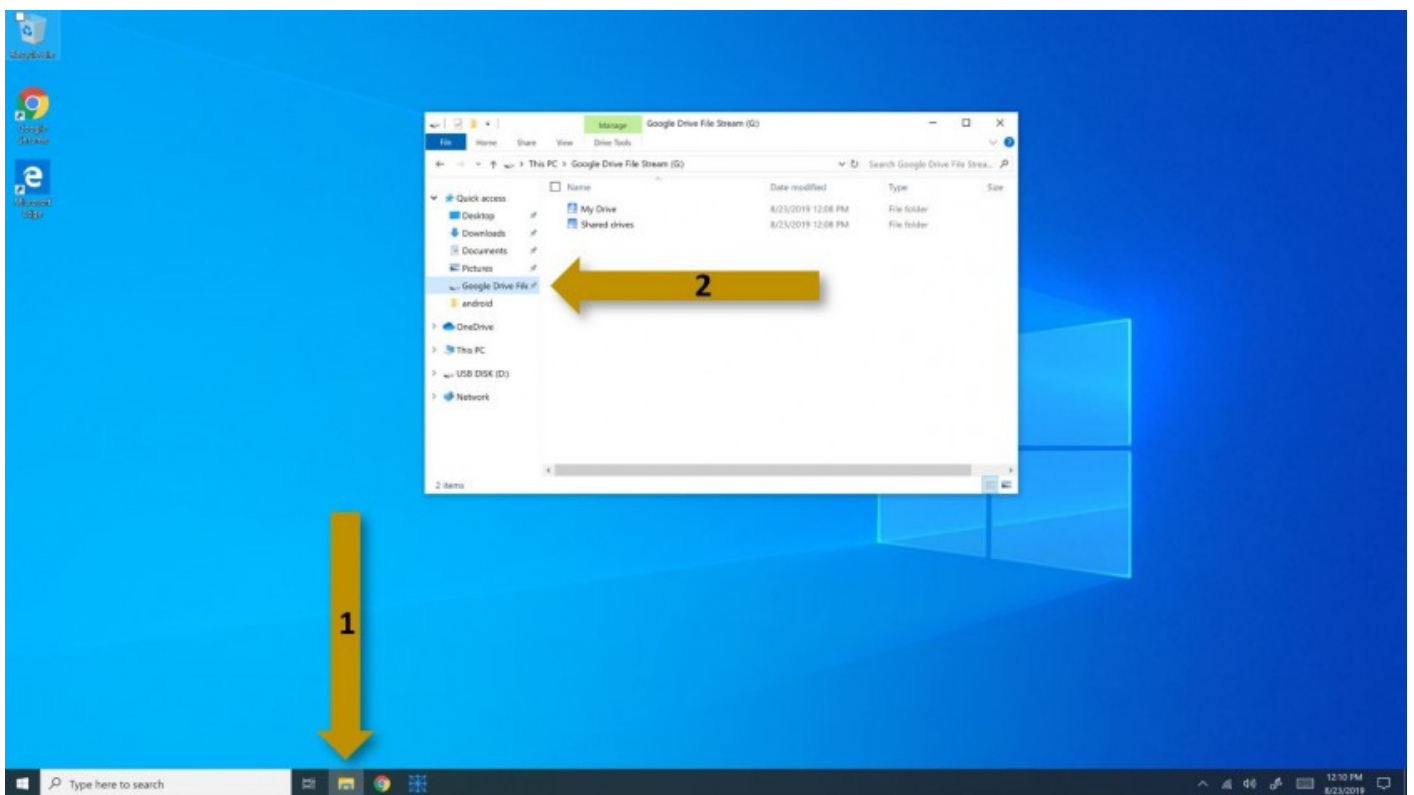 Google
Chrome
Microsoft
Edge
Manage
Google Drive File Stream (G:)
File
Home
Share
View
Drive Tools
This PC > Google Drive File Stream (G:)
Search Google Drive File Strea...
Name
Date modified
Type
Size
Quick access
Desktop
Downloads
Documents
Pictures
Google Drive File
android
OneDrive
This PC
USB DISK (D:)
Network
My Drive
8/23/2019 12:08 PM
File folder
Shared drives
8/23/2019 12:08 PM
File folder
2
2 items
1
Type here to search
12:10 PM
8/23/2019